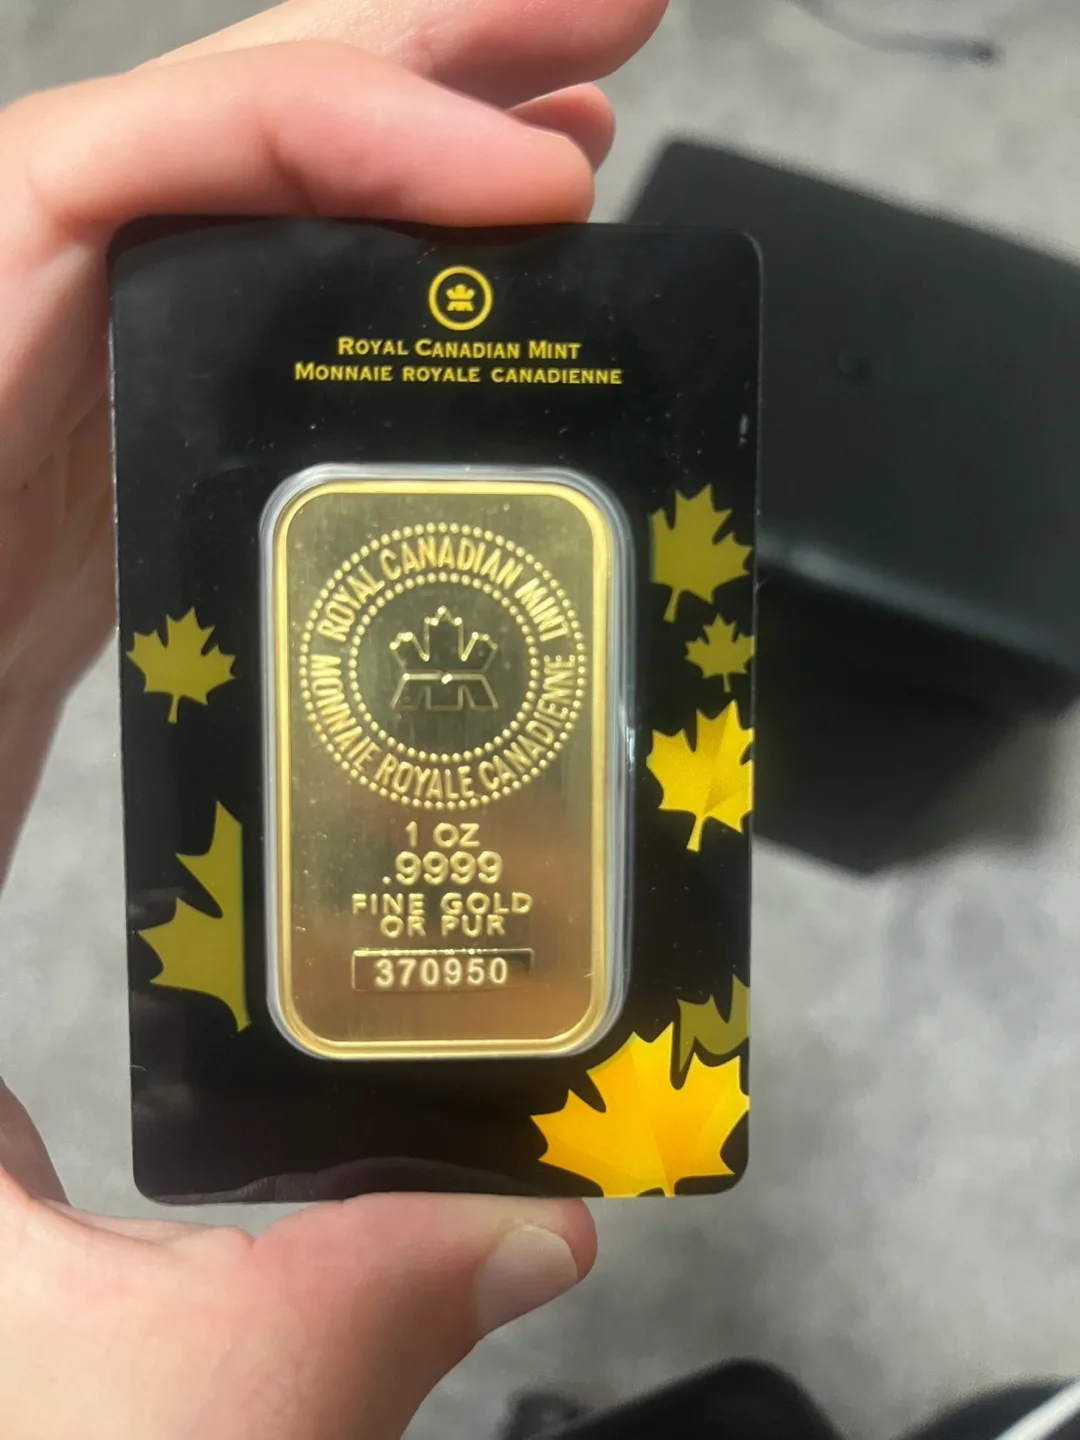 ROYAL CANADIAN MINT
MONNAIE ROYALE CANADIENNE
ROYAL CANADIAN MINT
MONNAIE ROYALE CANADIENNE
1 OZ
.9999
FINE GOLD
OR PUR
370950